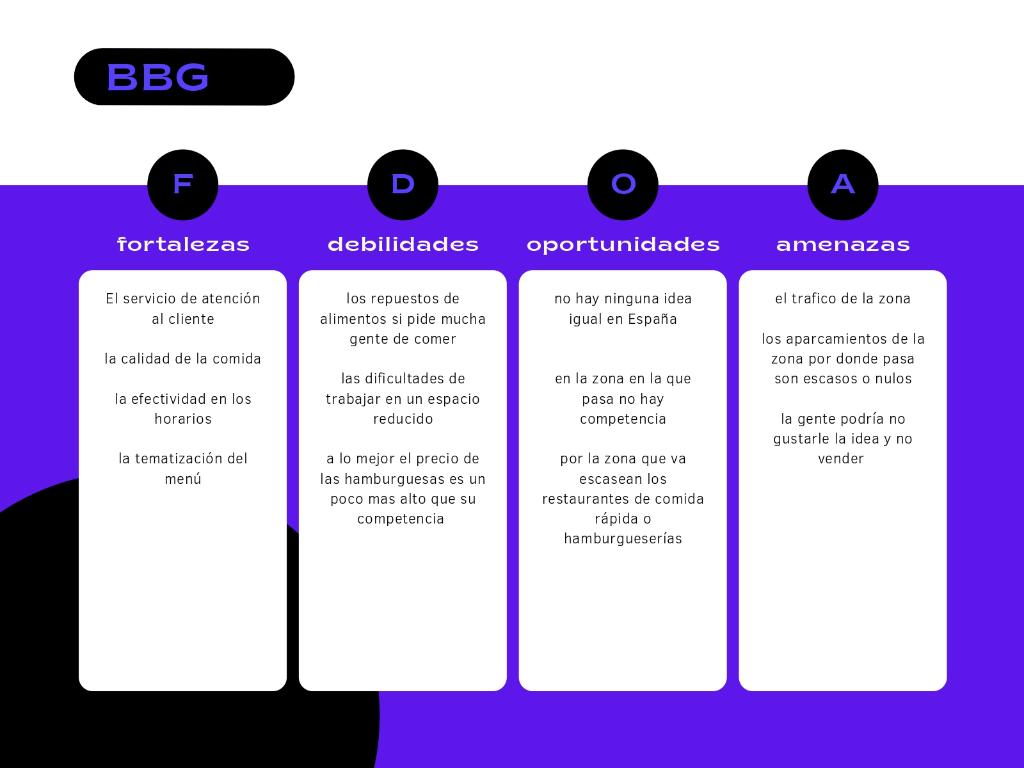 BBG
F
fortalezas
El servicio de atención
al cliente
la calidad de la comida
la efectividad en los
horarios
la tematización del
menú
D
debilidades
los repuestos de
alimentos si pide mucha
gente de comer
las dificultades de
trabajar en un espacio
reducido
a lo mejor el precio de
las hamburguesas es un
poco mas alto que su
competencia
O
oportunidades
no hay ninguna idea
igual en España
en la zona en la que
pasa no hay
competencia
por la zona que va
escasean los
restaurantes de comida
rápida o
hamburgueserías
A
amenazas
el trafico de la zona
los aparcamientos de la
zona por donde pasa
son escasos o nulos
la gente podría no
gustarle la idea y no
vender